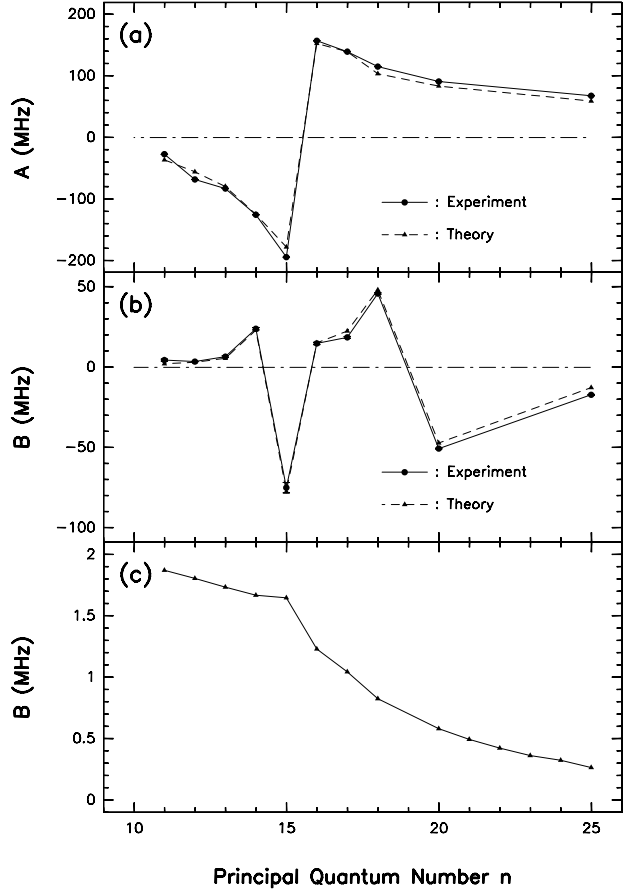 (a)
200
100
0
−100
−200
A (MHz)
: Experiment
: Theory
(b)
50
0
−50
−100
B (MHz)
: Experiment
: Theory
(c)
2
1.5
1
0.5
0
B (MHz)
10 15 20 25
Principal Quantum Number n